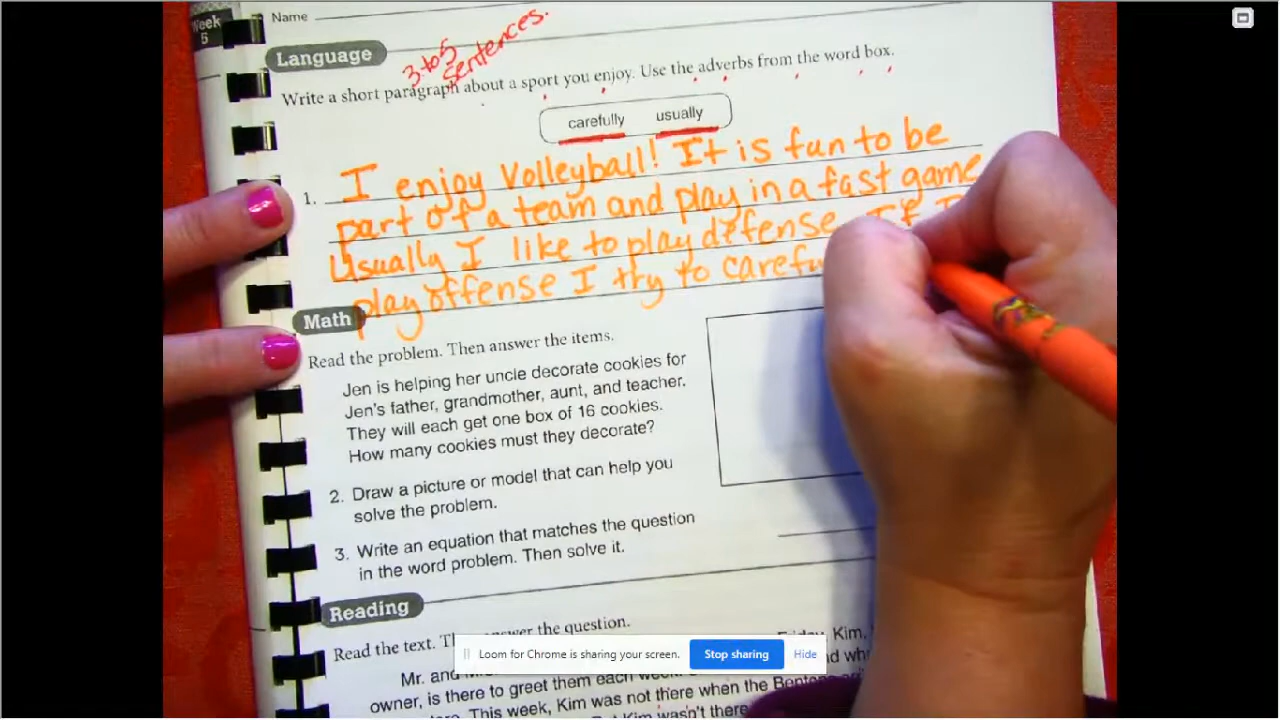 Week
5
Name
3 to 5
sentences.
Language
Write a short paragraph about a sport you enjoy. Use the adverbs from the word box.
carefully usually
1. I enjoy Volleyball! It is fun to be
part of a team and play in a fast game
Usually I like to play defense. If I
play offense I try to
Math
Read the problem. Then answer the items.
Jen is helping her uncle decorate cookies for
Jen's father, grandmother, aunt, and teacher.
They will each get one box of 16 cookies.
How many cookies must they decorate?
2. Draw a picture or model that can help you
solve the problem.
3. Write an equation that matches the question
in the word problem. Then solve it.
Reading
Read the text. answer the question.
Loom for Chrome is sharing your screen. Stop sharing Hide
Mr. and Friday, Kim,
owner, is there to greet them each week.
This week, Kim was not there when the
Kim wasn't there